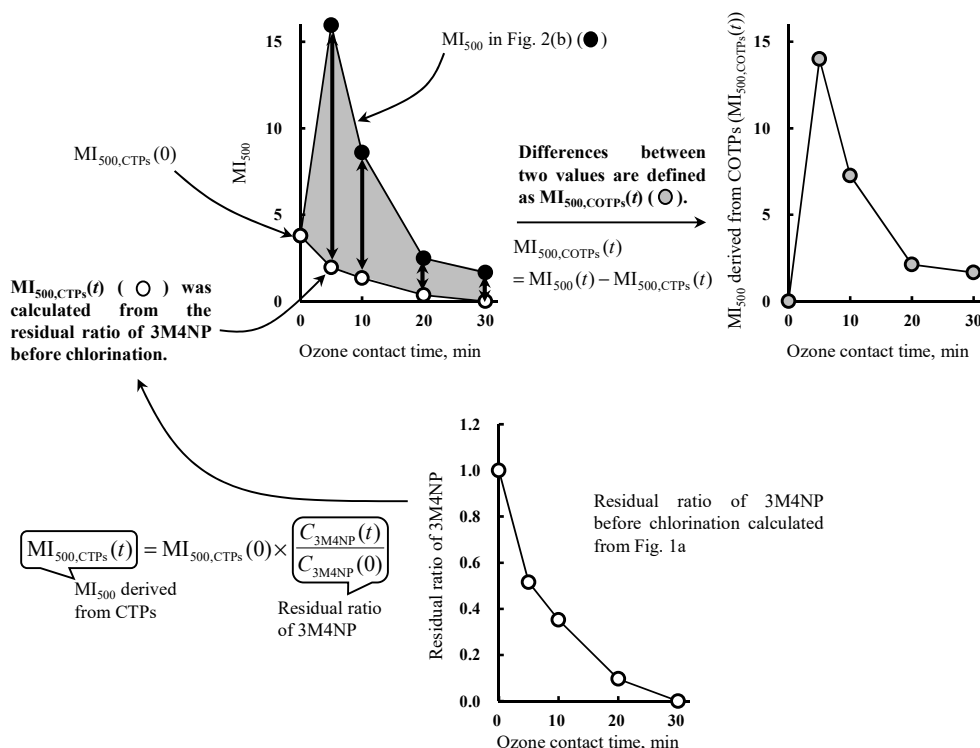 15
10
5
0
MI500
0 10 20 30
Ozone contact time, min
MI500 in Fig. 2(b) ( )
MI500,CTPs(0)
MI500,CTPs(t) ( ) was
calculated from the
residual ratio of 3M4NP
before chlorination.
Differences between
two values are defined
as MI500,COTPs(t) ( ).
MI500,COTPs(t)
= MI500(t) − MI500,CTPs(t)
MI500 derived from COTPs (MI500,COTPs(t))
15
10
5
0
0 10 20 30
Ozone contact time, min
MI500,CTPs(t) = MI500,CTPs(0) × C3M4NP(t)
C3M4NP(0)
MI500 derived
from CTPs
Residual ratio
of 3M4NP
Residual ratio of 3M4NP
1.2
1.0
0.8
0.6
0.4
0.2
0.0
0 10 20 30
Ozone contact time, min
Residual ratio of 3M4NP
before chlorination calculated
from Fig. 1a